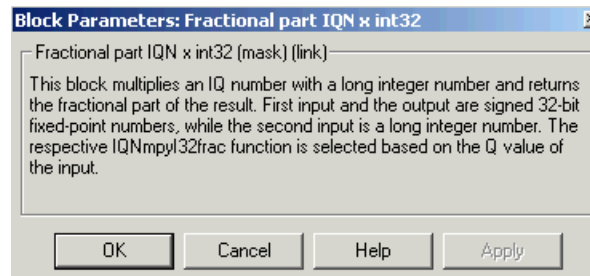 Block Parameters: Fractional part IQN x int32
Fractional part IQN x int32 (mask) (link)
This block multiplies an IQ number with a long integer number and returns
the fractional part of the result. First input and the output are signed 32-bit
fixed-point numbers, while the second input is a long integer number. The
respective IQNmpyI32frac function is selected based on the Q value of
the input.
OK Cancel Help Apply